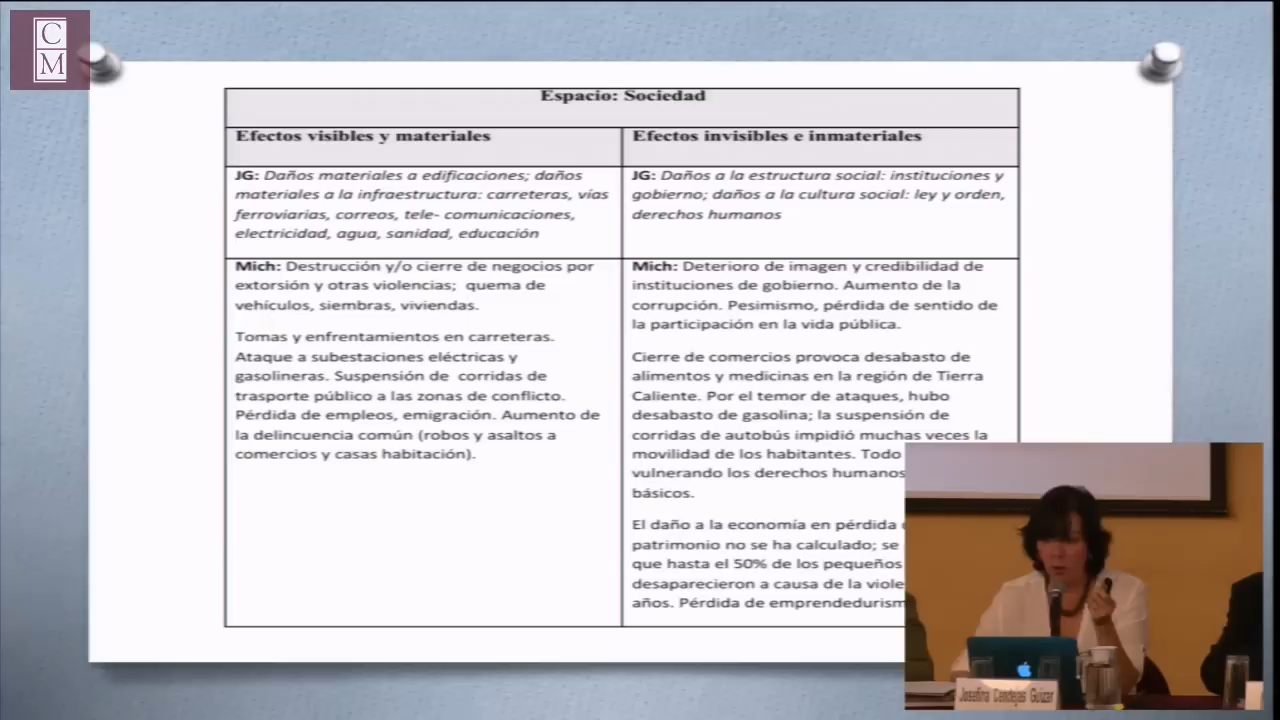 C
M
Espacio: Sociedad
Efectos visibles y materiales
JG: Daños materiales a edificaciones; daños
materiales a la infraestructura: carreteras, vías
ferroviarias, correos, tele- comunicaciones,
electricidad, agua, sanidad, educación
Efectos invisibles e inmateriales
JG: Daños a la estructura social: instituciones y
gobierno; daños a la cultura social: ley y orden,
derechos humanos
Mich: Destrucción y/o cierre de negocios por
extorsión y otras violencias; quema de
vehículos, siembras, viviendas.
Tomas y enfrentamientos en carreteras.
Ataque a subestaciones eléctricas y
gasolineras. Suspensión de corridas de
trasporte público a las zonas de conflicto.
Pérdida de empleos, emigración. Aumento de
la delincuencia común (robos y asaltos a
comercios y casas habitación).
Mich: Deterioro de imagen y credibilidad de
instituciones de gobierno. Aumento de la
corrupción. Pesimismo, pérdida de sentido de
la participación en la vida pública.
Cierre de comercios provoca desabasto de
alimentos y medicinas en la región de Tierra
Caliente. Por el temor de ataques, hubo
desabasto de gasolina; la suspensión de
corridas de autobús impidió muchas veces la
movilidad de los habitantes. Todo
vulnerando los derechos humanos
básicos.
El daño a la economía en pérdida
patrimonio no se ha calculado; se
que hasta el 50% de los pequeños
desaparecieron a causa de la
años. Pérdida de
Josefina Cendejas Guízar